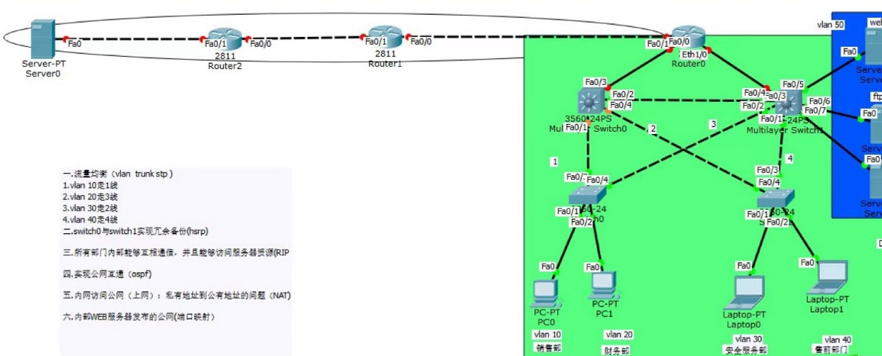 vlan 50
web
Fa0
Fa0/1
Fa0/0
Fa0/1
Fa0/0
Fa0/1
Fa0/0
Server-PT
Server0
2811
Router2
2811
Router1
Eth1/0
Router0
Fa0/3
Fa0/2
Fa0/4
Fa0/5
Fa0
Fa0/4
Fa0/3
Fa0/2
Fa0/6
Fa0/7
ftp
Fa0
3560-24PS
Switch0
Fa0/1
24PS
Multilayer Switch1
Fa0/1
Fa0
2
3
1
4
一.流量均衡（vlan trunk stp）
1.vlan 10走1线
2.vlan 20走3线
3.vlan 30走2线
4.vlan 40走4线
二.switch0与switch1实现冗余备份(hsrp)
三.所有部门内部能够互相通信，并且能够访问服务器资源(RIP
四.实现公网互通（ospf）
五.内网访问公网（上网）：私有地址到公有地址的问题（NAT)
六.内部WEB服务器发布的公网(端口映射）
Fa0/4
Fa0/3
Fa0/4
Fa0/1
Fa0/2
Fa0/1
Fa0/2
Fa0
Fa0
Fa0
Fa0
PC-PT
PC0
PC-PT
PC1
Laptop-PT
Laptop0
Laptop-PT
Laptop1
vlan 10
销售部
vlan 20
财务部
vlan 30
安全服务部
vlan 40
售前部门